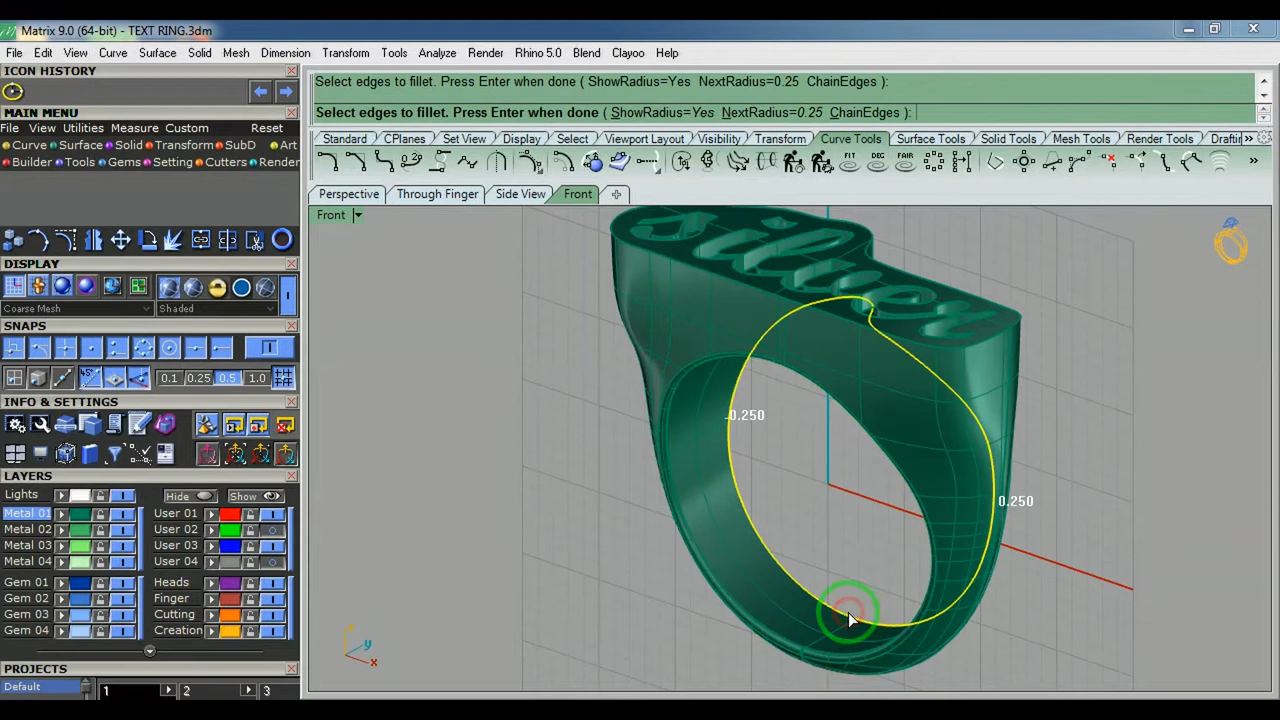 Matrix 9.0 (64-bit) - TEXT RING.3dm
File Edit View Curve Surface Solid Mesh Dimension Transform Tools Analyze Render Rhino 5.0 Blend Clayoo Help
ICON HISTORY
Select edges to fillet. Press Enter when done ( ShowRadius=Yes NextRadius=0.25 ChainEdges ):
Select edges to fillet. Press Enter when done ( ShowRadius=Yes NextRadius=0.25 ChainEdges ):
MAIN MENU
File View Utilities Measure Custom Reset
Curve Surface Solid Transform SubD Art
Builder Tools Gems Setting Cutters Render
Standard CPlanes Set View Display Select Viewport Layout Visibility Transform Curve Tools Surface Tools Solid Tools Mesh Tools Render Tools Draftin
FIT DEG FAIR
Perspective Through Finger Side View Front
Front
silver
DISPLAY
Coarse Mesh Shaded
SNAPS
0.1 0.25 0.5 1.0
45°
INFO & SETTINGS
0.250
0.250
LAYERS
Lights Hide Show
Metal 01 User 01
Metal 02 User 02
Metal 03 User 03
Metal 04 User 04
Gem 01 Heads
Gem 02 Finger
Gem 03 Cutting
Gem 04 Creation
PROJECTS
Default 1 2 3
z
y
x